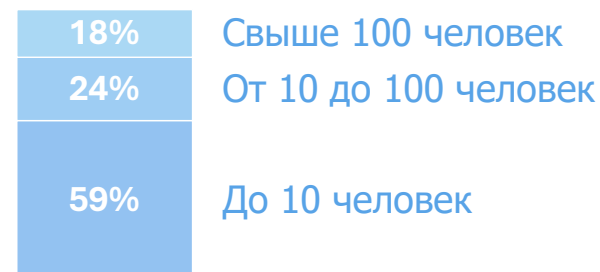 18% Свыше 100 человек
24% От 10 до 100 человек
59% До 10 человек